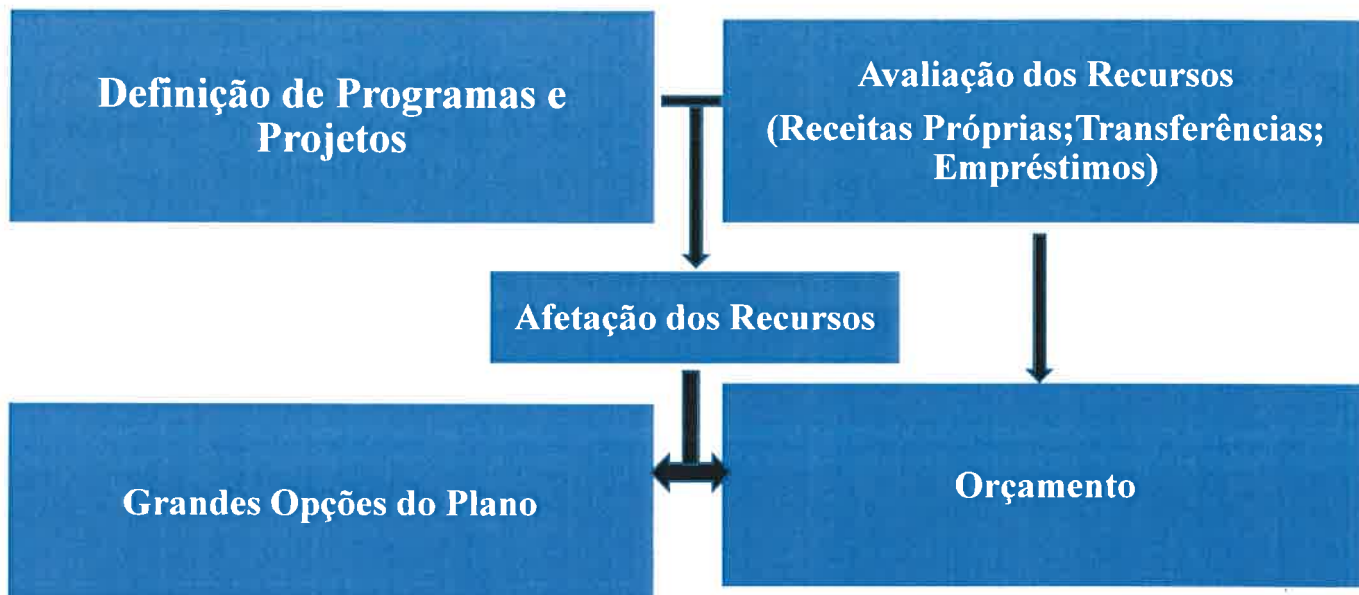 Definição de Programas e
Projetos
Avaliação dos Recursos
(Receitas Próprias;Transferências;
Empréstimos)
Afetação dos Recursos
Grandes Opções do Plano
Orçamento